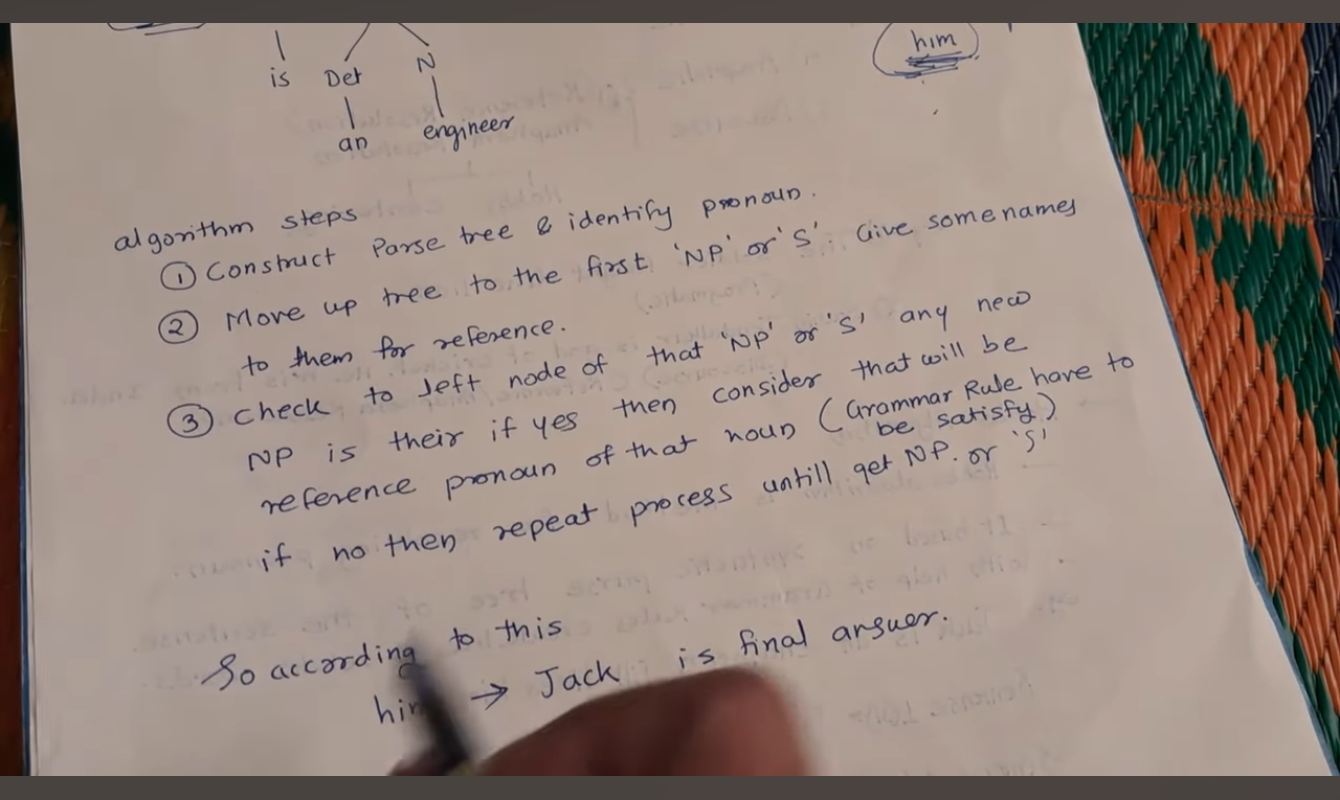 him
is Det N
an engineer
algorithm steps
① Construct Parse tree & identify pronoun.
② Move up tree to the first 'NP' or 'S'. Give some names
to them for reference.
③ check to left node of that 'NP' or 'S' any new
NP is their if yes then consider that will be
reference pronoun of that noun (Grammar Rule have to
be satisfy)
if no then repeat process untill get NP. or 'S'
So according to this
him → Jack is final answer.